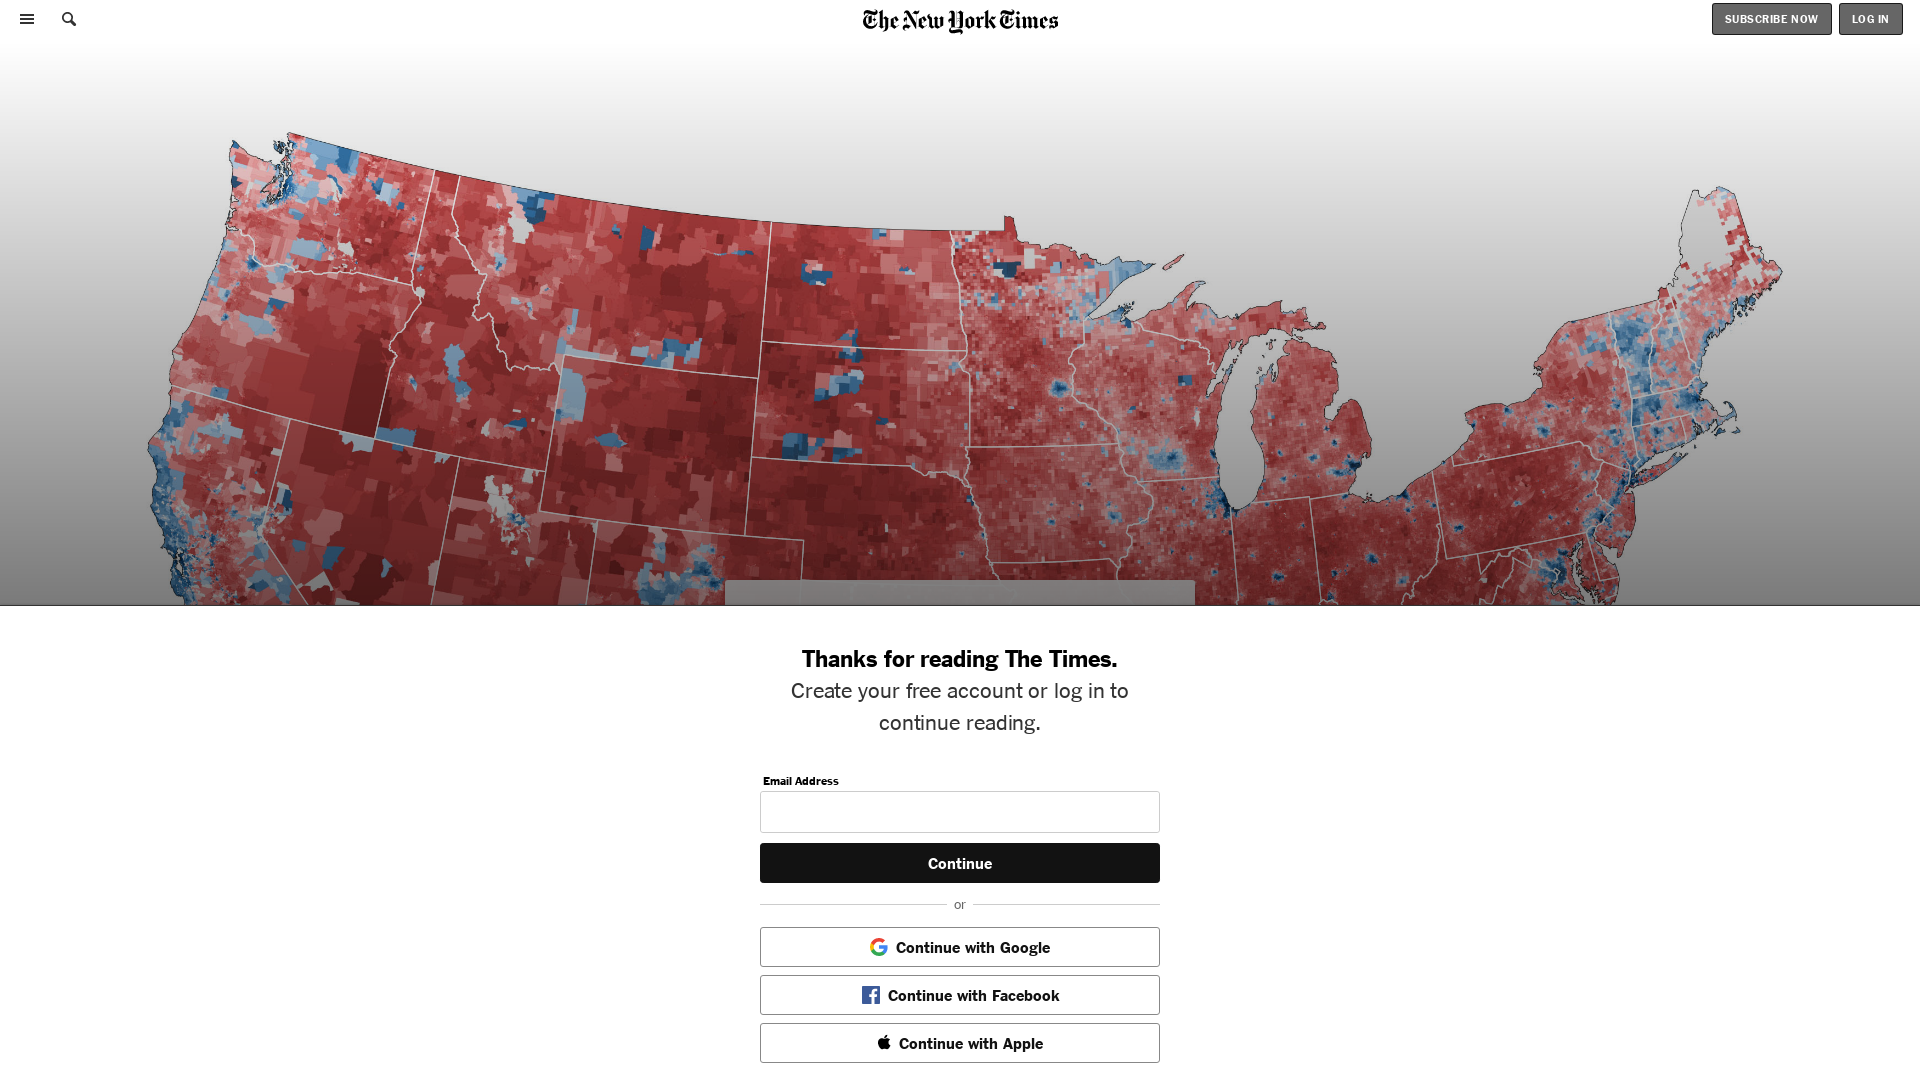 The New York Times
SUBSCRIBE NOW
LOG IN
Thanks for reading The Times.
Create your free account or log in to
continue reading.
Email Address
Continue
or
Continue with Google
Continue with Facebook
Continue with Apple